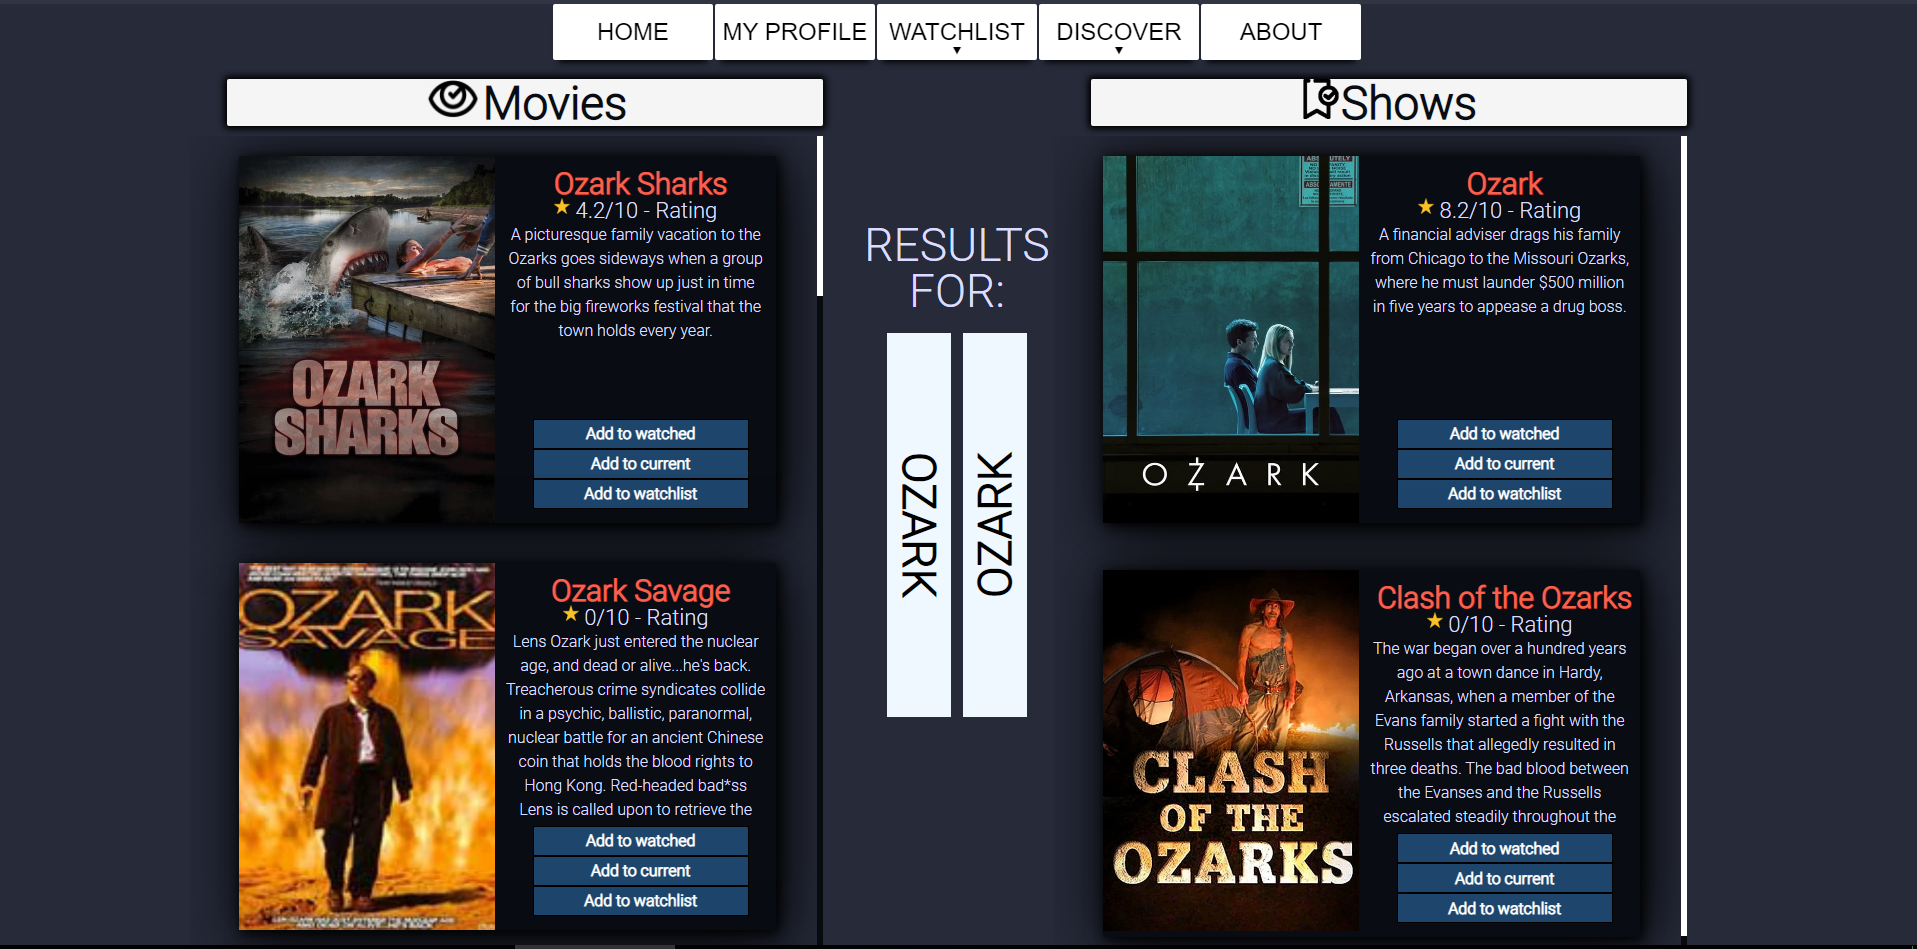 HOME
MY PROFILE
WATCHLIST
DISCOVER
ABOUT
Movies
Ozark Sharks
4.2/10 - Rating
A picturesque family vacation to the
Ozarks goes sideways when a group
of bull sharks show up just in time
for the big fireworks festival that the
town holds every year.
OZARK
SHARKS
Add to watched
Add to current
Add to watchlist
OZARK
SAVAGE
Ozark Savage
0/10 - Rating
Lens Ozark just entered the nuclear
age, and dead or alive...he's back.
Treacherous crime syndicates collide
in a psychic, ballistic, paranormal,
nuclear battle for an ancient Chinese
coin that holds the blood rights to
Hong Kong. Red-headed bad*ss
Lens is called upon to retrieve the
Add to watched
Add to current
Add to watchlist
RESULTS
FOR:
OZARK
OZARK
Shows
Ozark
8.2/10 - Rating
A financial adviser drags his family
from Chicago to the Missouri Ozarks,
where he must launder $500 million
in five years to appease a drug boss.
OZARK
Add to watched
Add to current
Add to watchlist
Clash of the Ozarks
0/10 - Rating
The war began over a hundred years
ago at a town dance in Hardy,
Arkansas, when a member of the
Evans family started a fight with the
Russells that allegedly resulted in
three deaths. The bad blood between
the Evanses and the Russells
escalated steadily throughout the
CLASH
OF THE
OZARKS
Add to watched
Add to current
Add to watchlist